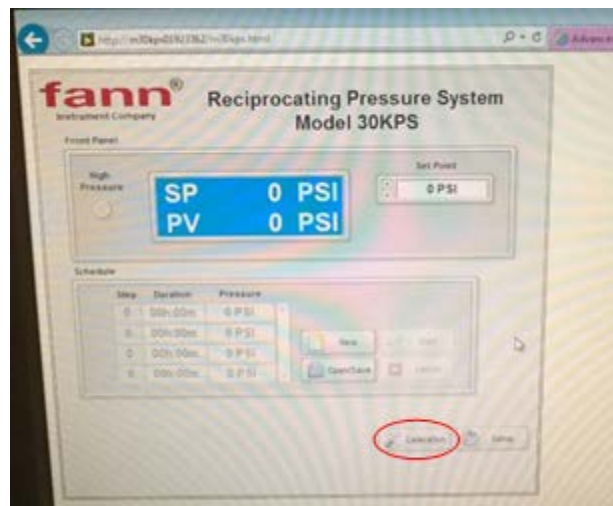 fann®
Instrument Company
Reciprocating Pressure System
Model 30KPS
Front Panel
High
Pressure
SP 0 PSI
PV 0 PSI
Set Point
0 PSI
Schedule
Step Duration Pressure
0 00h:00m 0 PSI
0 00h:00m 0 PSI
0 00h:00m 0 PSI
0 00h:00m 0 PSI
New
Open/Save
Calibration
Setup